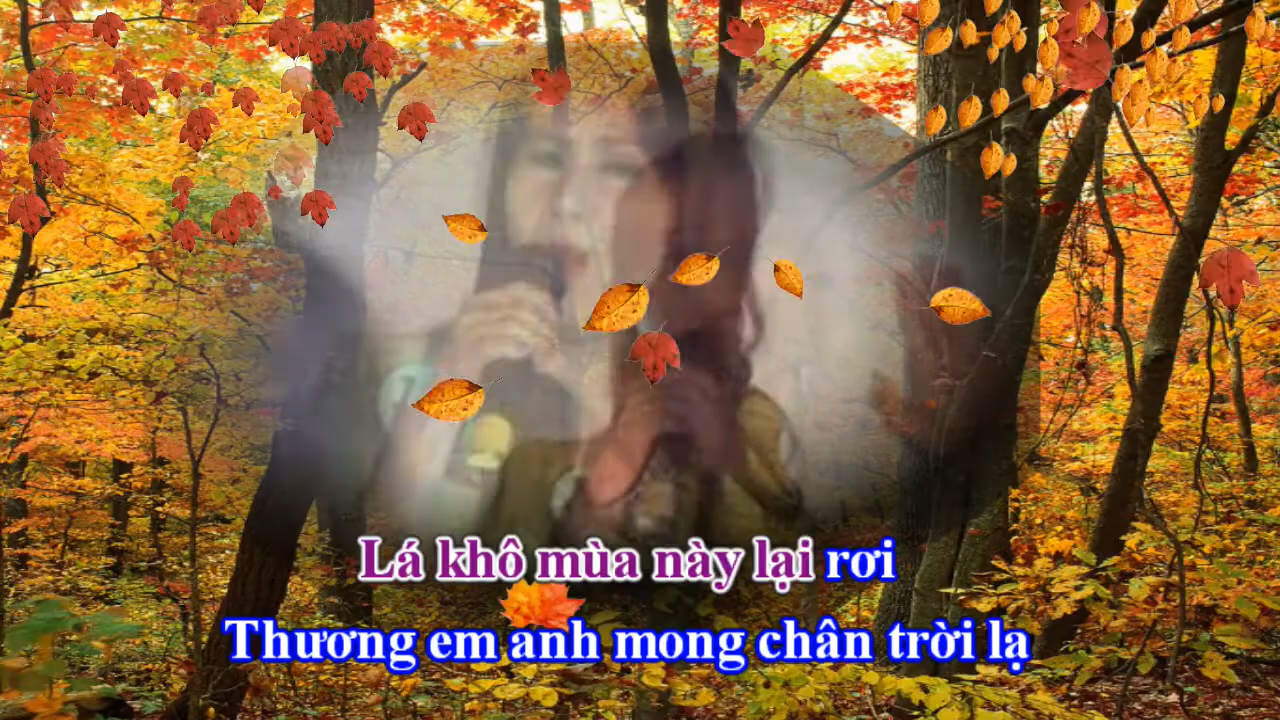 Lá khô mùa này lại rơi
Thương em anh mong chân trời lạ